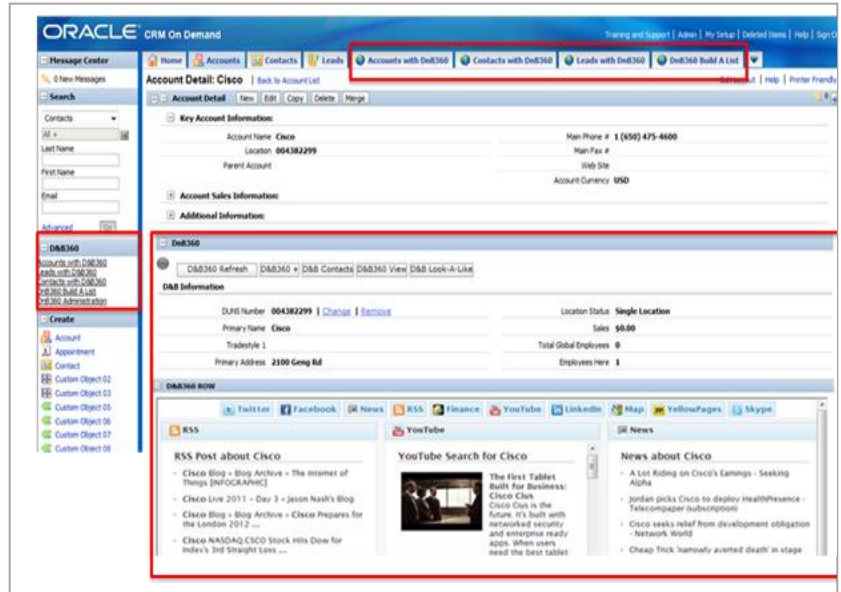 ORACLE CRM On Demand
Training and Support | Admin | My Setup | Deleted Items | Help | Sign O
Message Center
0 New Messages
Search
Contacts
All
Last Name
First Name
Email
Advanced Go
D&B360
Accounts with D&B360
Leads with D&B360
Contacts with D&B360
DnB360 Build A List
DnB360 Administration
Create
Account
Appointment
Contact
Custom Object 02
Custom Object 03
Custom Object 05
Custom Object 06
Custom Object 07
Custom Object 08
Home Accounts Contacts Leads Accounts with DnB360 Contacts with DnB360 Leads with DnB360 DnB360 Build A List
Account Detail: Cisco | Back to Account List
Layout | Help | Printer Friendly
Account Detail New Edit Copy Delete Merge
Key Account Information:
Account Name Cisco
Location 004382299
Parent Account
Main Phone # 1 (650) 475-4600
Main Fax #
Web Site
Account Currency USD
Account Sales Information:
Additional Information:
DnB360
D&B360 Refresh D&B360 + D&B Contacts D&B360 View D&B Look-A-Like
D&B Information
DUNS Number 004382299 | Change | Remove
Primary Name Cisco
Tradestyle 1
Primary Address 2100 Geng Rd
Location Status Single Location
Sales $0.00
Total Global Employees 0
Employees Here 1
D&B360 ROW
Twitter Facebook News RSS Finance YouTube LinkedIn Map YellowPages Skype
RSS
RSS Post about Cisco
Cisco Blog » Blog Archive » The Internet of
Things [INFOGRAPHIC]
Cisco Live 2011 - Day 3 « Jason Nash's Blog
Cisco Blog » Blog Archive » Cisco Prepares for
the London 2012 ...
Cisco NASDAQ:CSCO Stock Hits Dow for
Index's 3rd Straight Loss ...
YouTube
YouTube Search for Cisco
The First Tablet
Built for Business:
Cisco Cius
Cisco Cius is the
future. It's built with
networked security
and enterprise ready
apps. When users
need the best tablet
News
News about Cisco
A Lot Riding on Cisco's Earnings - Seeking
Alpha
Jordan picks Cisco to deploy HealthPresence -
Telecompaper (subscription)
Cisco seeks relief from development obligation
- Network World
Cheap Trick 'narrowly averted death' in stage